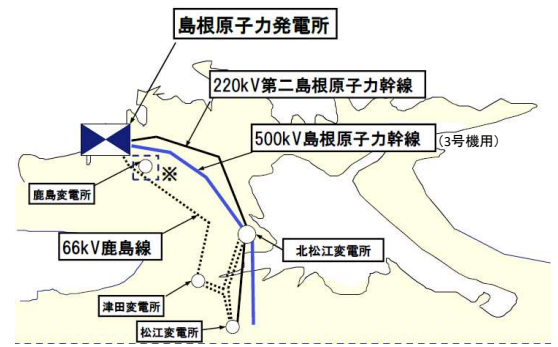 島根原子力発電所
220kV第二島根原子力幹線
500kV島根原子力幹線(3号機用)
※
鹿島変電所
66kV鹿島線
北松江変電所
津田変電所
松江変電所